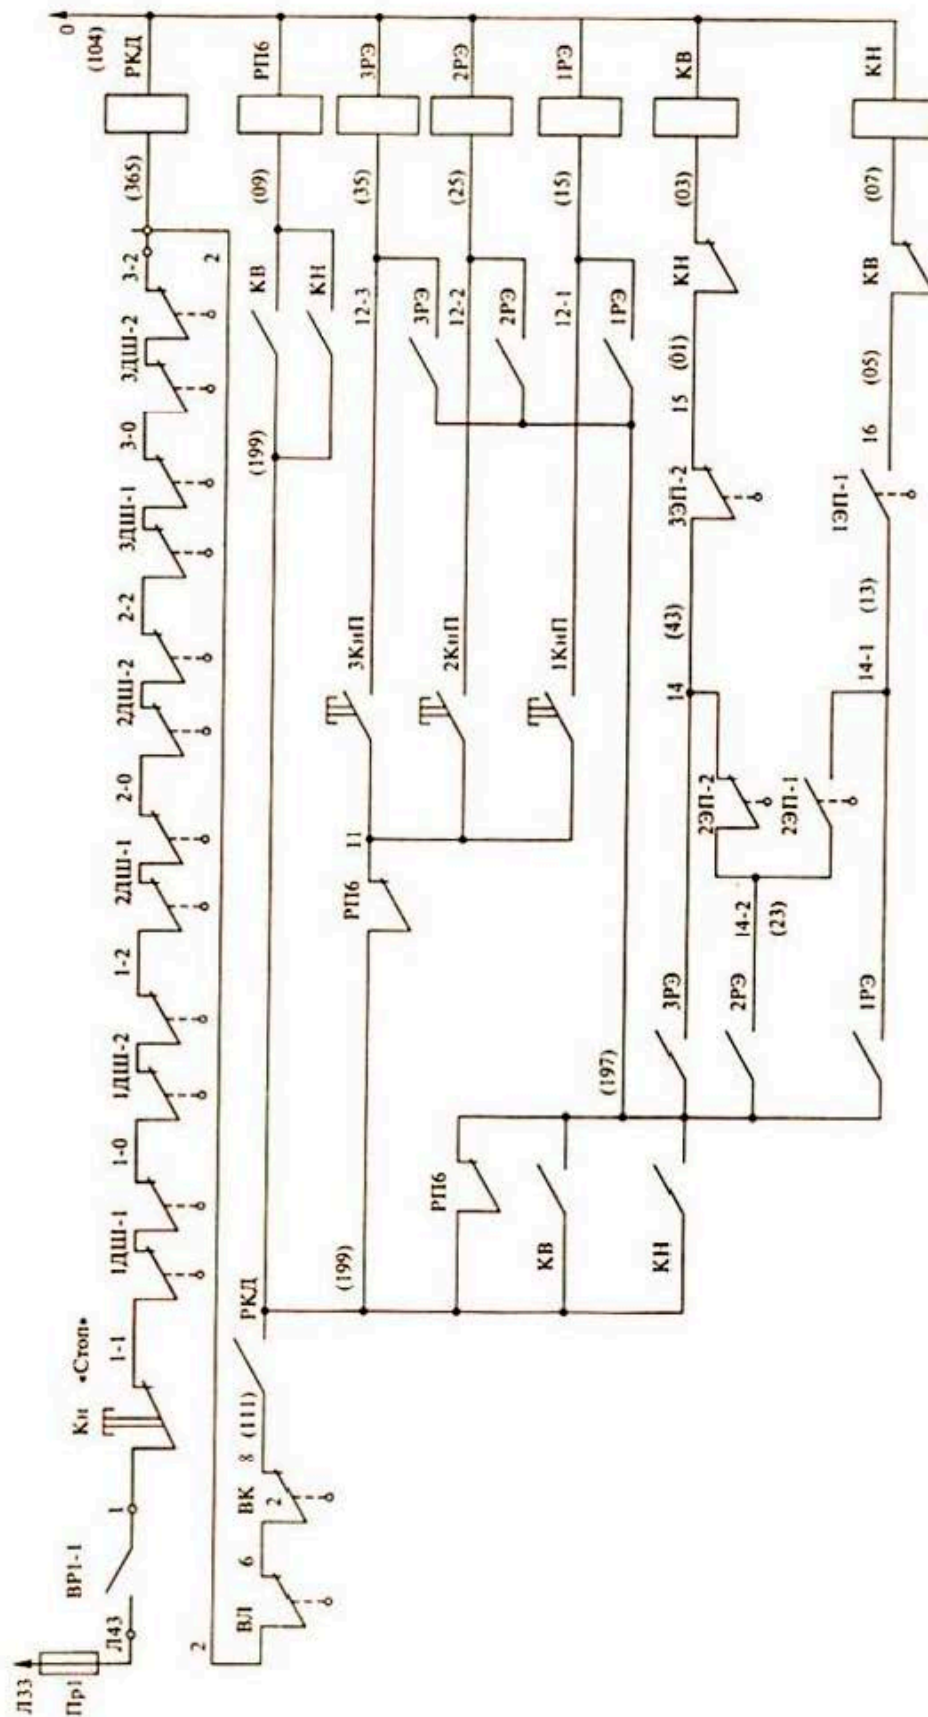 Л33
Пр1
Л43
ВР1-1
1
Кн «Стоп»
1-1
1ДШ-1
1-0
1ДШ-2
1-2
2ДШ-1
2-0
2ДШ-2
2-2
3ДШ-1
3-0
3ДШ-2
3-2
(365)
РКД
(104)
0
2
2
ВЛ
6
ВК
2
8
(111)
РКД
(199)
КВ
КН
(09)
РП6
(199)
РП6
11
3КнП
12-3
(35)
3РЭ
3РЭ
2КнП
12-2
(25)
2РЭ
2РЭ
1КнП
12-1
(15)
1РЭ
1РЭ
РП6
КВ
КН
(197)
3РЭ
14
(43)
3ЭП-2
15
(01)
КН
(03)
КВ
2РЭ
14-2
(23)
2ЭП-2
2ЭП-1
1РЭ
14-1
(13)
1ЭП-1
16
(05)
КВ
(07)
КН